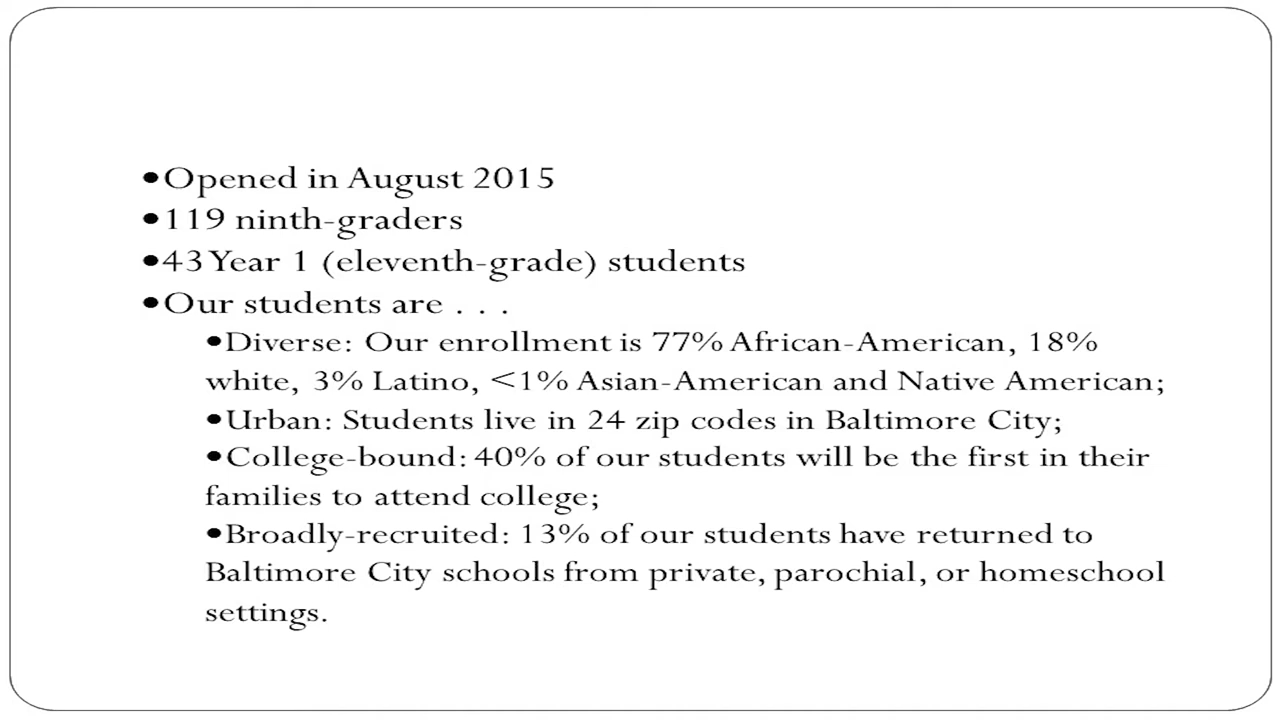 •Opened in August 2015
•119 ninth-graders
•43 Year 1 (eleventh-grade) students
•Our students are . . .
•Diverse: Our enrollment is 77% African-American, 18%
white, 3% Latino, <1% Asian-American and Native American;
•Urban: Students live in 24 zip codes in Baltimore City;
•College-bound: 40% of our students will be the first in their
families to attend college;
•Broadly-recruited: 13% of our students have returned to
Baltimore City schools from private, parochial, or homeschool
settings.